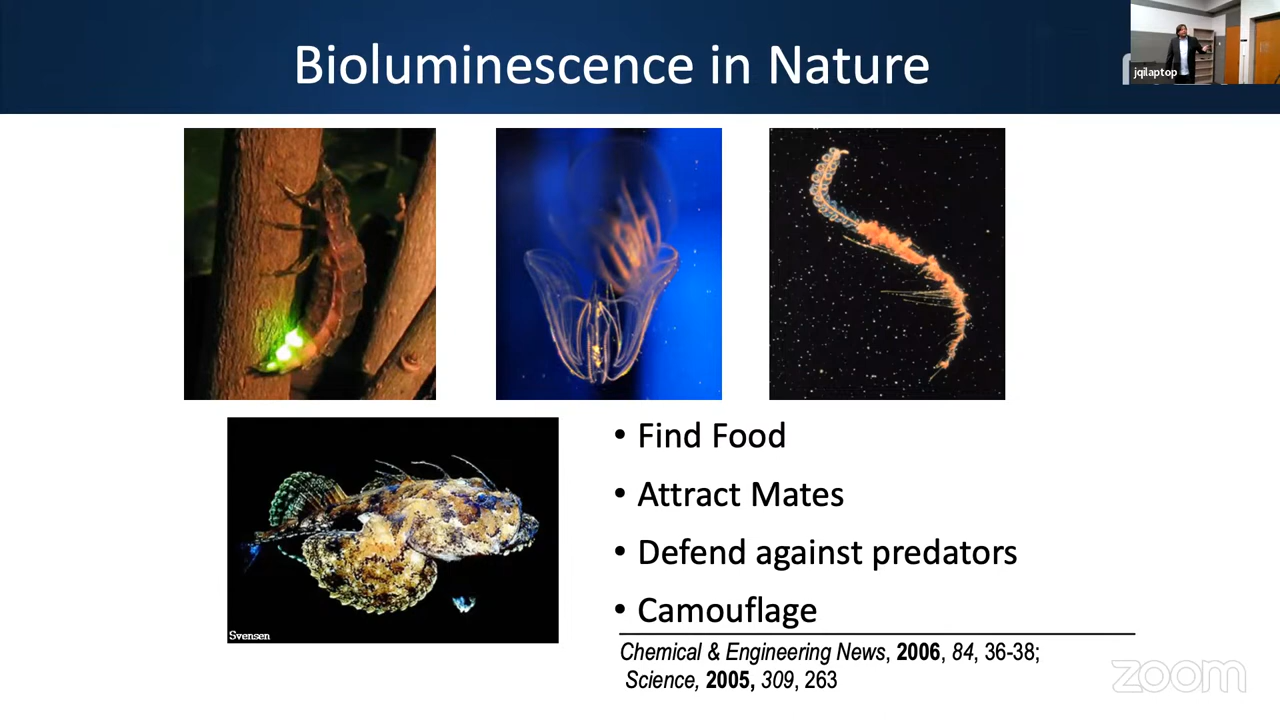 Bioluminescence in Nature
jqilaptop
• Find Food
• Attract Mates
• Defend against predators
• Camouflage
Svensen
Chemical & Engineering News, 2006, 84, 36-38;
Science, 2005, 309, 263
zoom